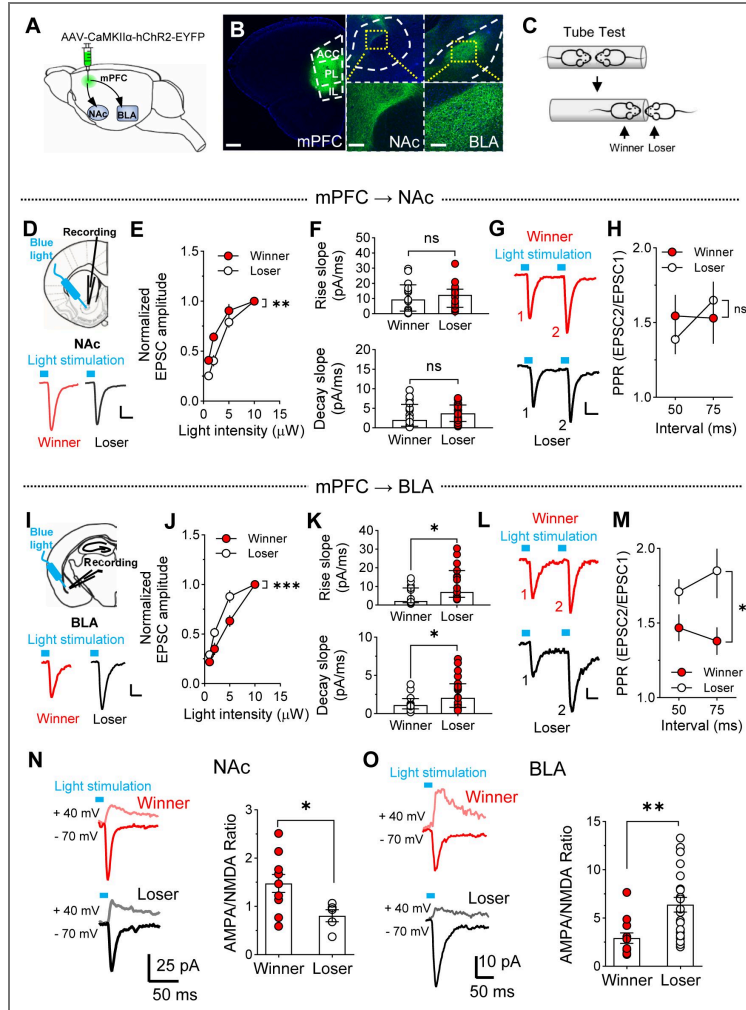 A
AAV-CaMKIIα-hChR2-EYFP
mPFC
NAc
BLA
B
ACC
PL
IL
mPFC
NAc
BLA
C
Tube Test
Winner Loser
mPFC → NAc
D
Recording
Blue light
NAc
Light stimulation
Winner Loser
E
Normalized EPSC amplitude
1.5
1.0
0.5
0.0
Winner
Loser
**
0 5 10 15
Light intensity (μW)
F
Rise slope (pA/ms)
40
30
20
10
0
ns
Winner Loser
Decay slope (pA/ms)
20
15
10
5
0
ns
Winner Loser
G
Winner
Light stimulation
1 2
1 2
Loser
H
PPR (EPSC2/EPSC1)
2.0
1.5
1.0
Winner
Loser
ns
50 75
Interval (ms)
mPFC → BLA
I
Blue light
Recording
BLA
Light stimulation
Winner Loser
J
Normalized EPSC amplitude
1.5
1.0
0.5
0.0
Winner
Loser
***
0 5 10 15
Light intensity (μW)
K
Rise slope (pA/ms)
40
30
20
10
0
*
Winner Loser
Decay slope (pA/ms)
10
5
0
*
Winner Loser
L
Winner
Light stimulation
1 2
1
2
Loser
M
PPR (EPSC2/EPSC1)
2.0
1.5
1.0
*
Winner
Loser
50 75
Interval (ms)
N
NAc
Light stimulation
+ 40 mV
Winner
- 70 mV
Loser
+ 40 mV
- 70 mV
25 pA
50 ms
AMPA/NMDA Ratio
3
2
1
0
*
Winner Loser
O
BLA
Light stimulation
+ 40 mV
Winner
- 70 mV
Loser
+ 40 mV
- 70 mV
10 pA
50 ms
AMPA/NMDA Ratio
15
10
5
0
**
Winner Loser